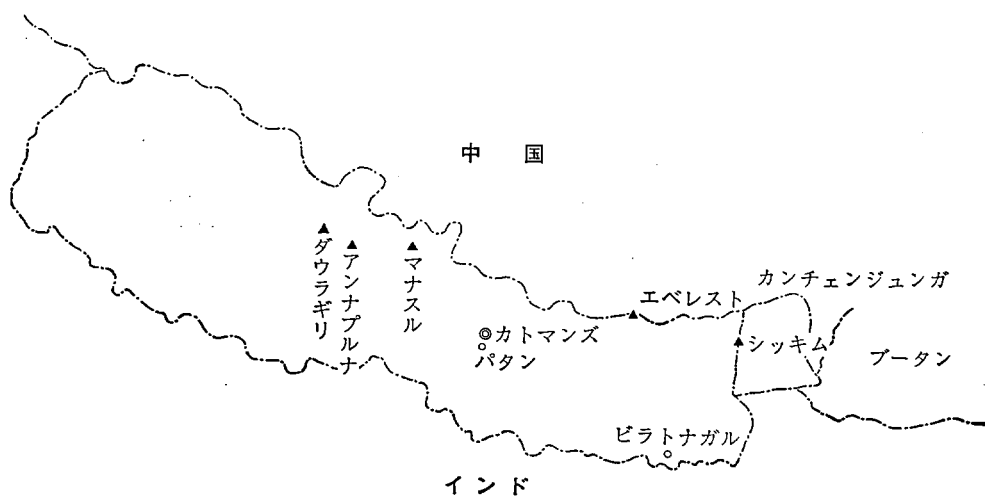 中国
カンチェンジュンガ
エベレスト
ダウラギリ
アンナプルナ
マナスル
カトマンズ
パタン
シッキム
ブータン
ビラトナガル
インド